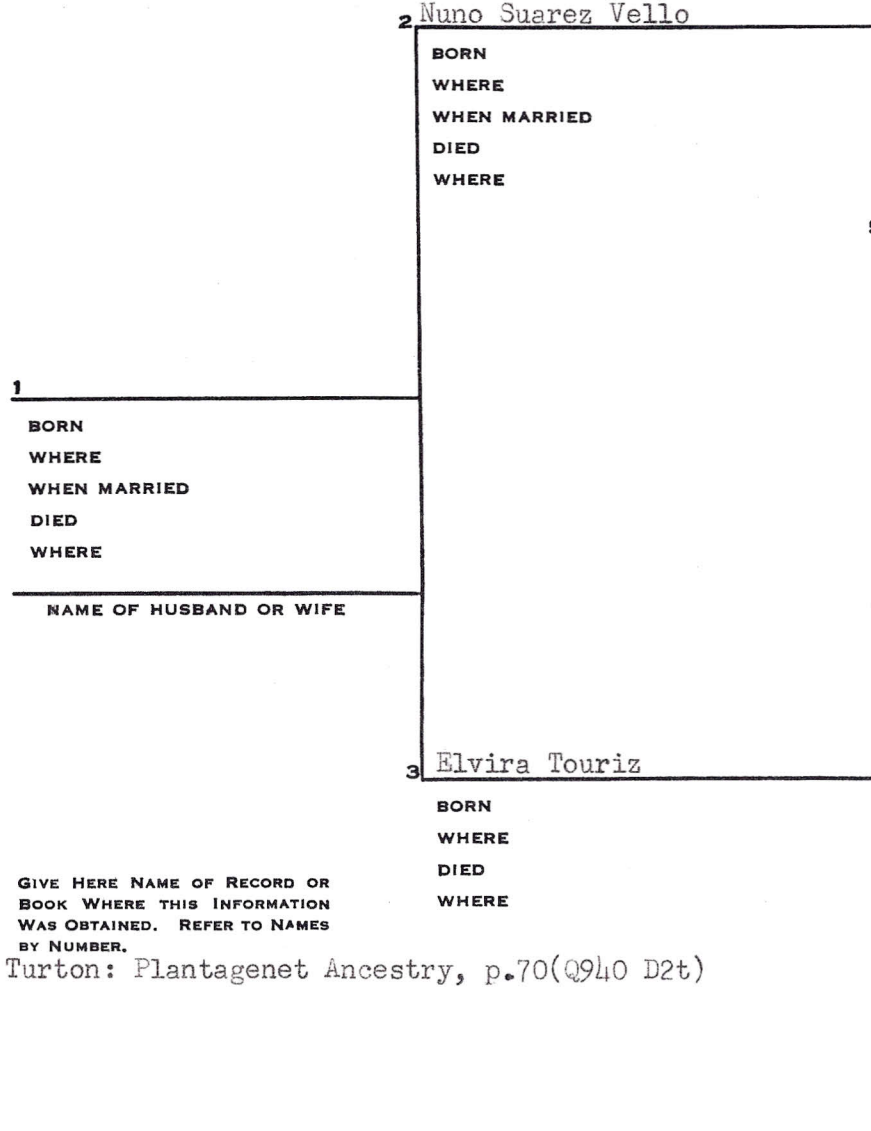 2 Nuno Suarez Vello
BORN
WHERE
WHEN MARRIED
DIED
WHERE
1
BORN
WHERE
WHEN MARRIED
DIED
WHERE
NAME OF HUSBAND OR WIFE
3 Elvira Touriz
BORN
WHERE
DIED
WHERE
GIVE HERE NAME OF RECORD OR
BOOK WHERE THIS INFORMATION
WAS OBTAINED. REFER TO NAMES
BY NUMBER.
Turton: Plantagenet Ancestry, p.70(Q940 D2t)